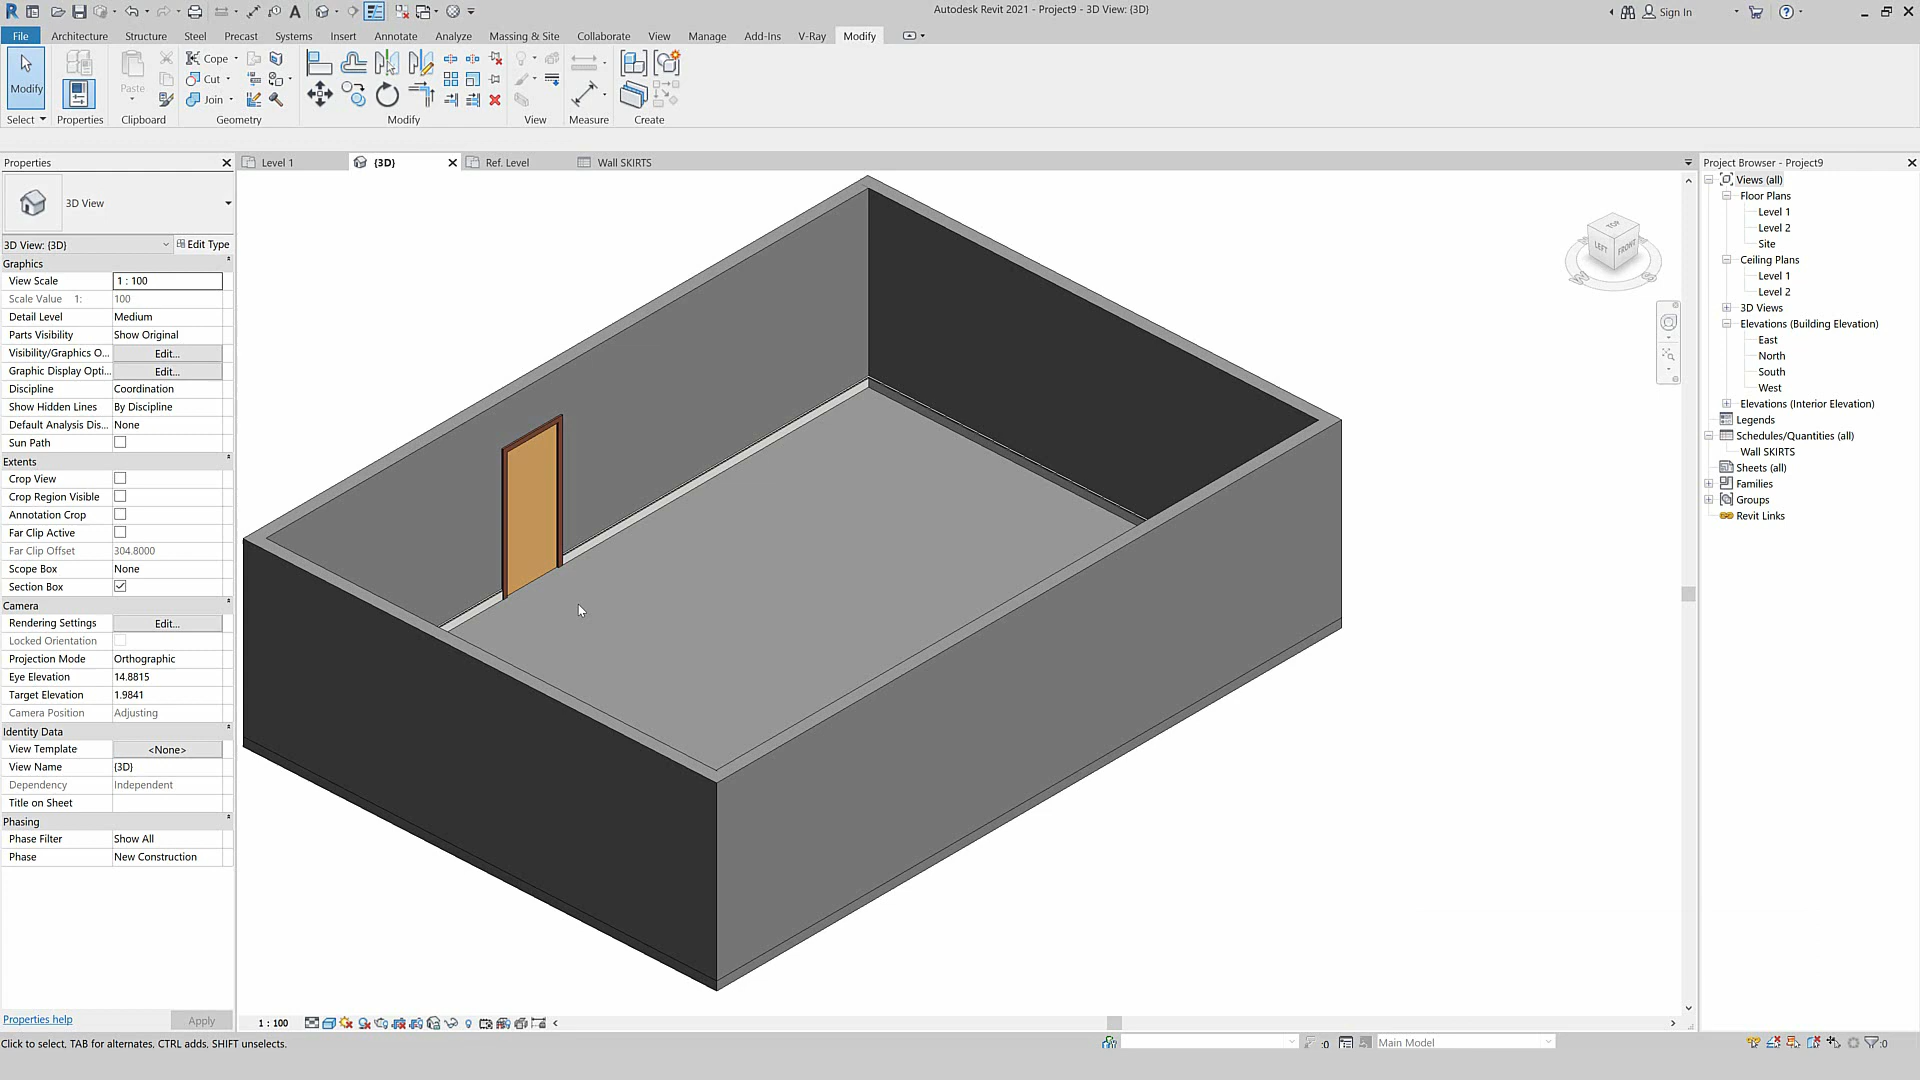 Autodesk Revit 2021 - Project9 - 3D View: {3D}
Sign In
File Architecture Structure Steel Precast Systems Insert Annotate Analyze Massing & Site Collaborate View Manage Add-Ins V-Ray Modify
Modify
Paste
Cope
Cut
Join
Select Properties Clipboard Geometry Modify View Measure Create
Properties
Level 1
{3D}
Ref. Level
Wall SKIRTS
Project Browser - Project9
3D View
3D View: {3D}
Edit Type
Graphics
View Scale 1 : 100
Scale Value 1: 100
Detail Level Medium
Parts Visibility Show Original
Visibility/Graphics O... Edit...
Graphic Display Opti... Edit...
Discipline Coordination
Show Hidden Lines By Discipline
Default Analysis Dis... None
Sun Path
Extents
Crop View
Crop Region Visible
Annotation Crop
Far Clip Active
Far Clip Offset 304.8000
Scope Box None
Section Box
Camera
Rendering Settings Edit...
Locked Orientation
Projection Mode Orthographic
Eye Elevation 14.8815
Target Elevation 1.9841
Camera Position Adjusting
Identity Data
View Template <None>
View Name {3D}
Dependency Independent
Title on Sheet
Phasing
Phase Filter Show All
Phase New Construction
Properties help
Apply
TOP
LEFT
FRONT
Views (all)
Floor Plans
Level 1
Level 2
Site
Ceiling Plans
Level 1
Level 2
3D Views
Elevations (Building Elevation)
East
North
South
West
Elevations (Interior Elevation)
Legends
Schedules/Quantities (all)
Wall SKIRTS
Sheets (all)
Families
Groups
Revit Links
1 : 100
Click to select, TAB for alternates, CTRL adds, SHIFT unselects.
:0
Main Model
:0